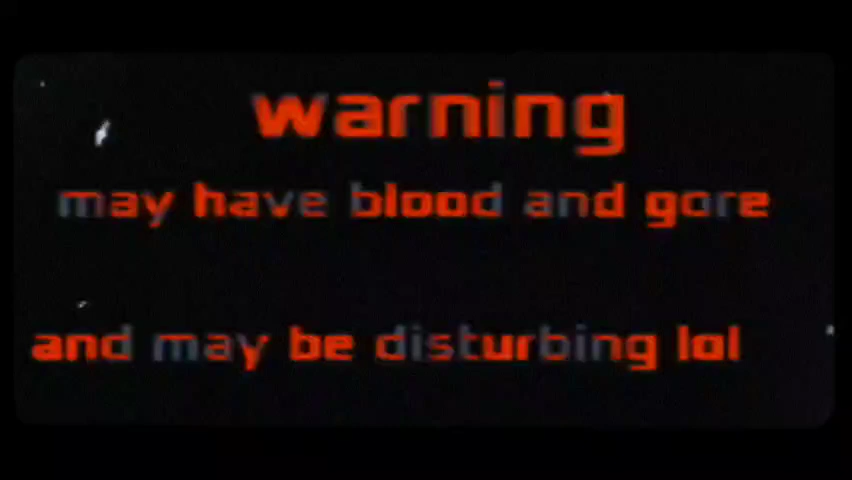 warning
may have blood and gore
and may be disturbing lol